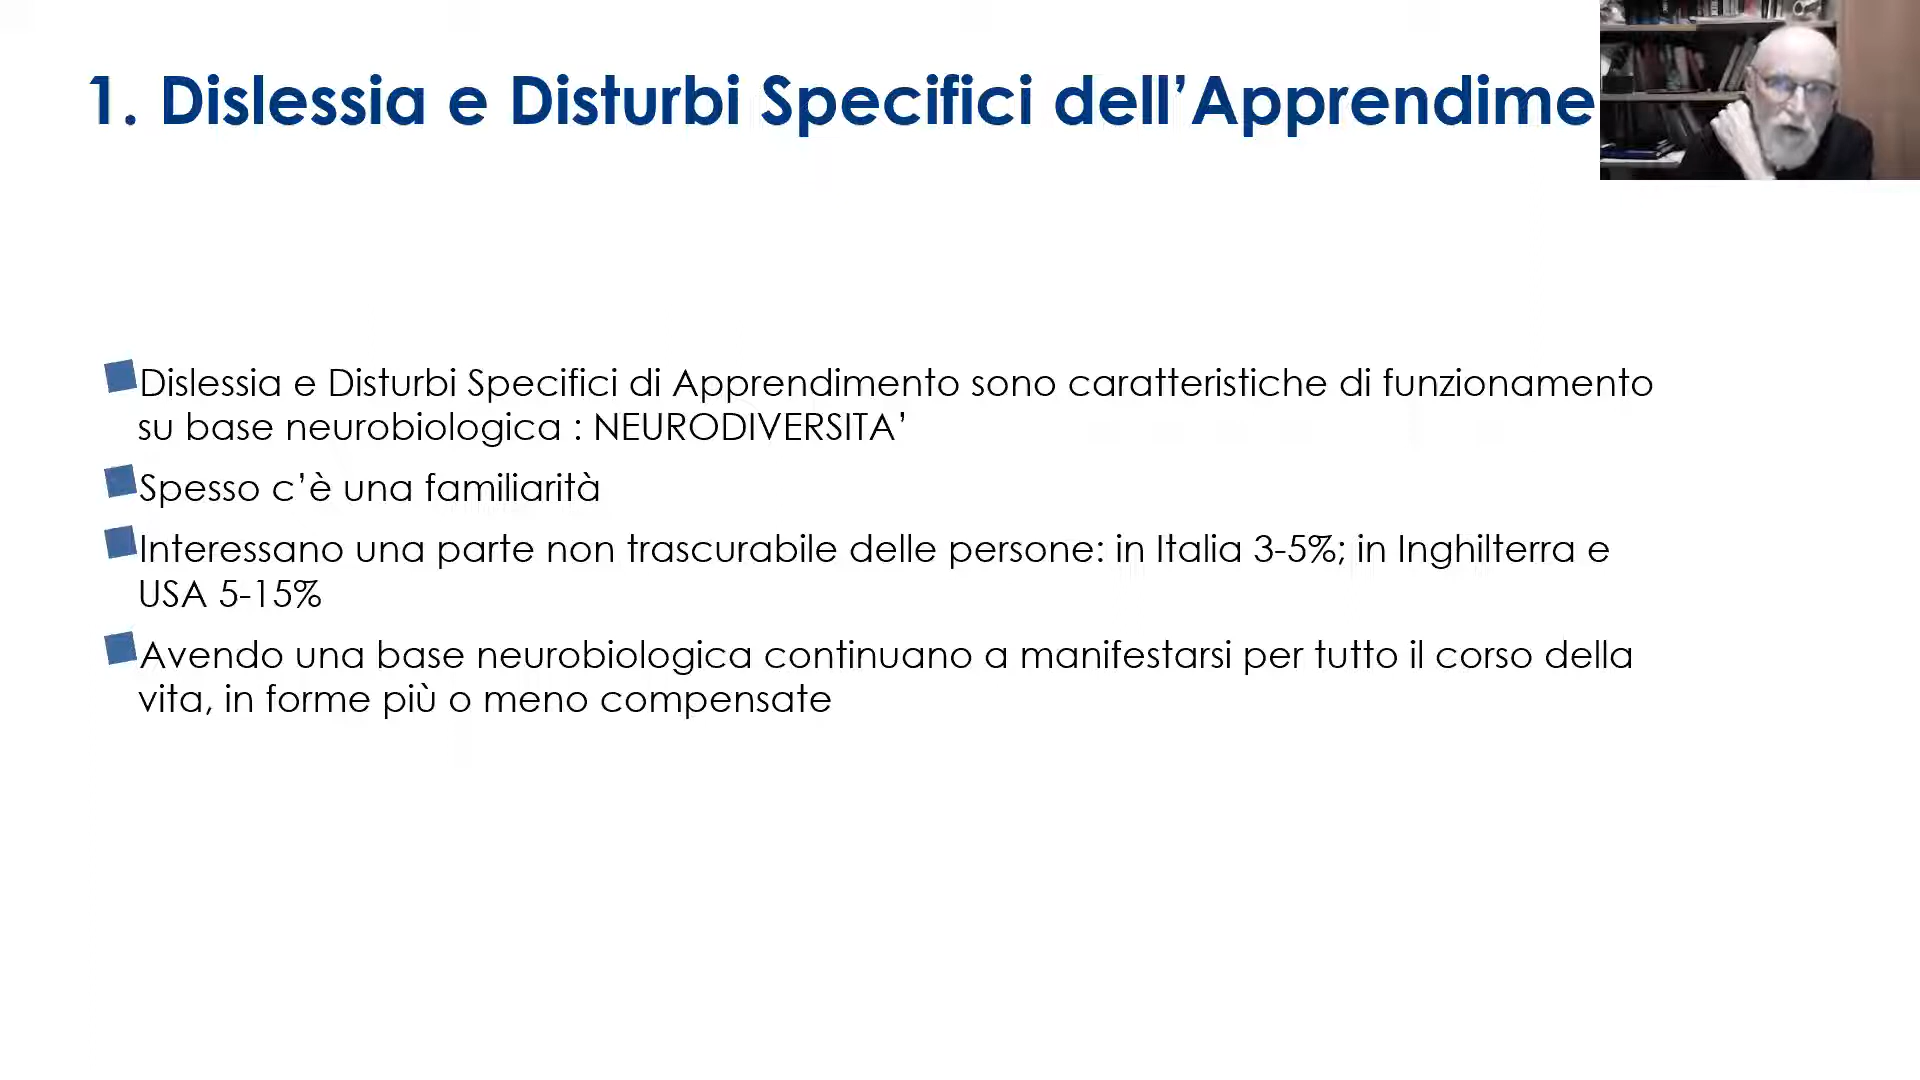 1. Dislessia e Disturbi Specifici dell’Apprendime
Dislessia e Disturbi Specifici di Apprendimento sono caratteristiche di funzionamento
su base neurobiologica : NEURODIVERSITA’
Spesso c’è una familiarità
Interessano una parte non trascurabile delle persone: in Italia 3-5%; in Inghilterra e
USA 5-15%
Avendo una base neurobiologica continuano a manifestarsi per tutto il corso della
vita, in forme più o meno compensate